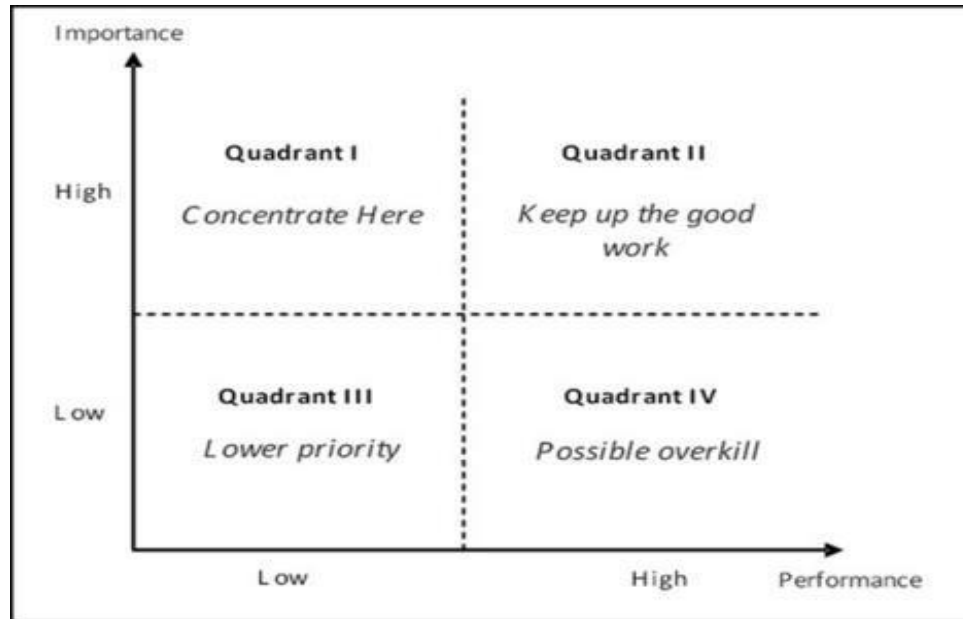 Importance
Quadrant I
Quadrant II
High
Concentrate Here
Keep up the good
work
Quadrant III
Quadrant IV
Low
Lower priority
Possible overkill
Low
High
Performance